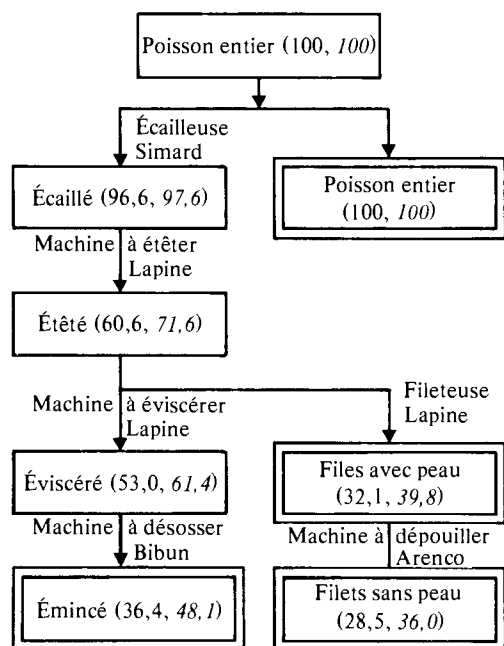 Poisson entier (100, 100)
Écailleuse
Simard
Écaillé (96,6, 97,6)
Poisson entier
(100, 100)
Machine à étêter
Lapine
Étêté (60,6, 71,6)
Machine à éviscérer
Lapine
Fileteuse
Lapine
Éviscéré (53,0, 61,4)
Files avec peau
(32,1, 39,8)
Machine à désosser
Bibun
Machine à dépouiller
Arenco
Émincé (36,4, 48,1)
Filets sans peau
(28,5, 36,0)